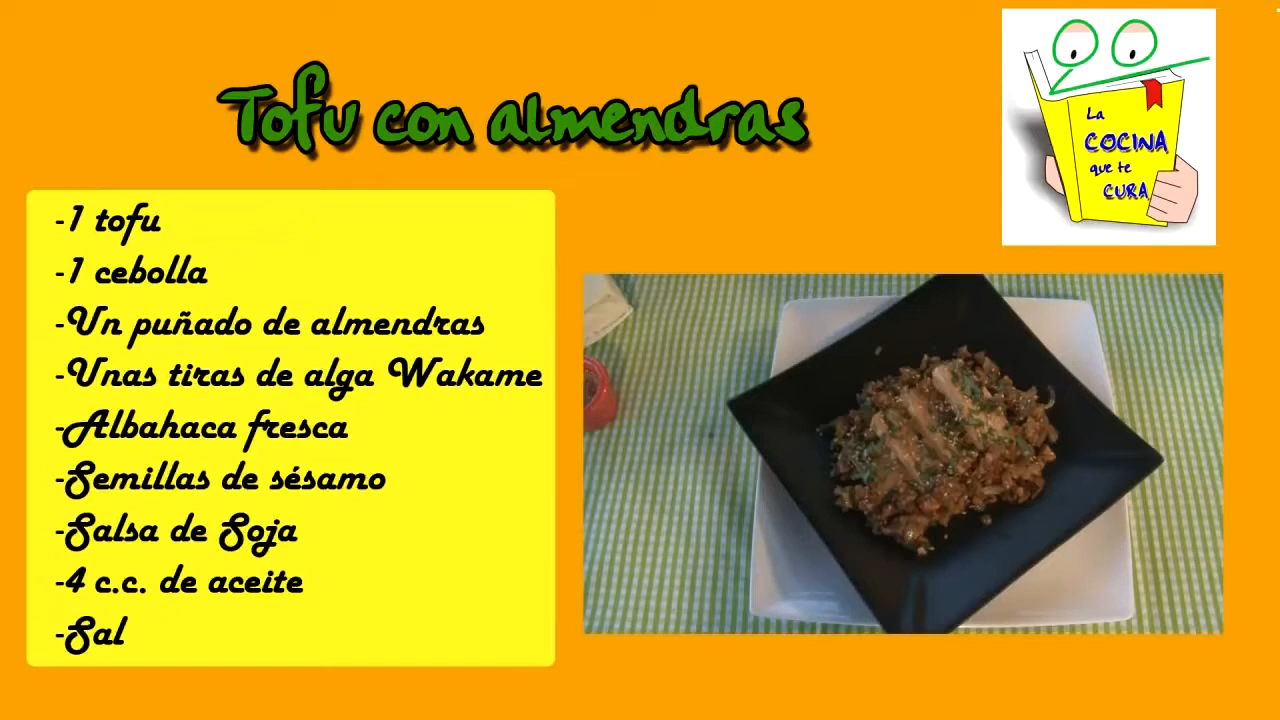 Tofu con almendras
La
COCINA
que te
CURA
-1 tofu
-1 cebolla
-Un puñado de almendras
-Unas tiras de alga Wakame
-Albahaca fresca
-Semillas de sésamo
-Salsa de Soja
-4 c.c. de aceite
-Sal